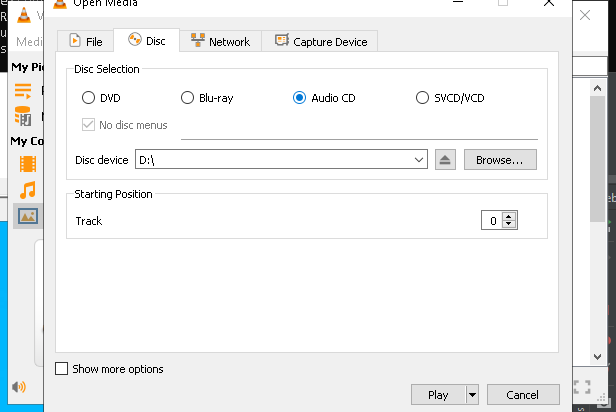 Open Media
Medi
My Pi
My Co
File
Disc
Network
Capture Device
Disc Selection
DVD
Blu-ray
Audio CD
SVCD/VCD
No disc menus
Disc device
D:\
Browse...
Starting Position
Track
0
Show more options
Play
Cancel